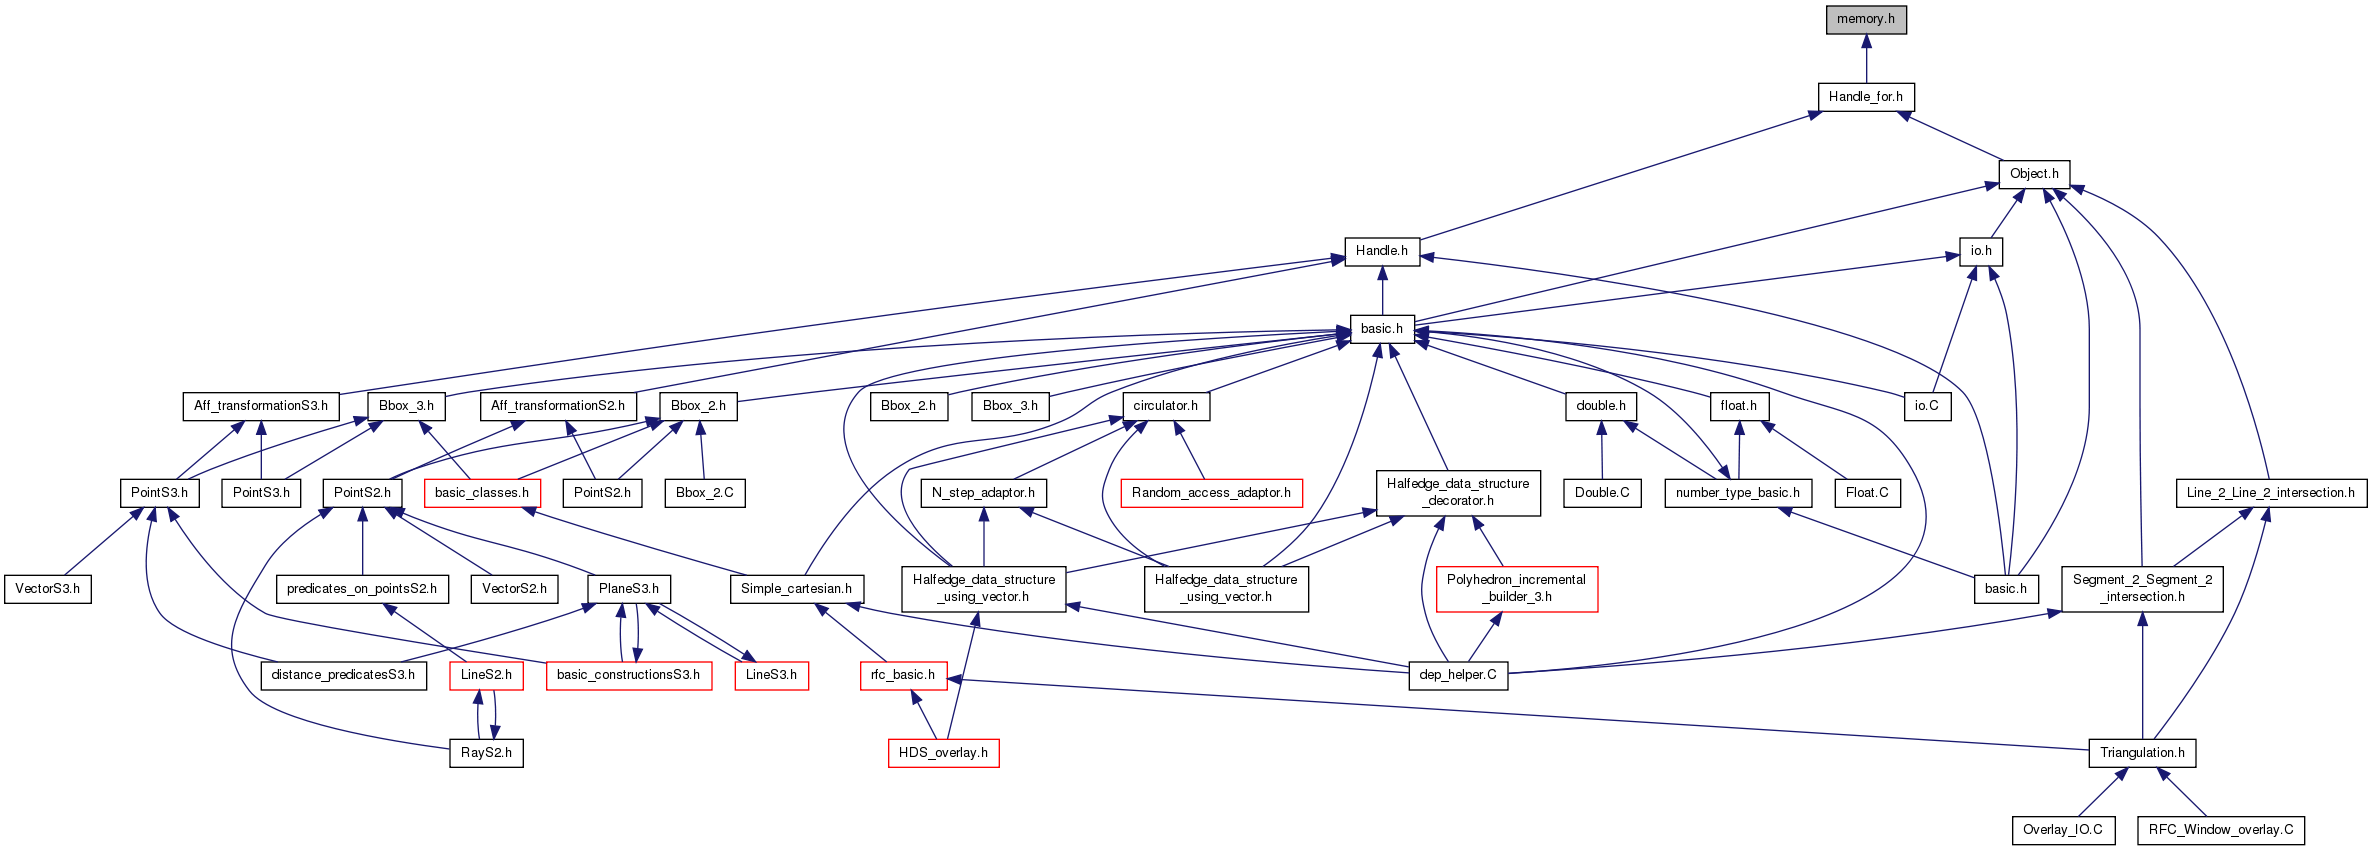 memory.h
Handle_for.h
Object.h
Handle.h
io.h
basic.h
Aff_transformationS3.h
Bbox_3.h
Aff_transformationS2.h
Bbox_2.h
Bbox_2.h
Bbox_3.h
circulator.h
double.h
float.h
io.C
PointS3.h
PointS3.h
PointS2.h
basic_classes.h
PointS2.h
Bbox_2.C
N_step_adaptor.h
Random_access_adaptor.h
Halfedge_data_structure
_decorator.h
Double.C
number_type_basic.h
Float.C
Line_2_Line_2_intersection.h
VectorS3.h
predicates_on_pointsS2.h
VectorS2.h
PlaneS3.h
Simple_cartesian.h
Halfedge_data_structure
_using_vector.h
Halfedge_data_structure
_using_vector.h
Polyhedron_incremental
_builder_3.h
basic.h
Segment_2_Segment_2
_intersection.h
distance_predicatesS3.h
LineS2.h
basic_constructionsS3.h
LineS3.h
rfc_basic.h
dep_helper.C
RayS2.h
HDS_overlay.h
Triangulation.h
Overlay_IO.C
RFC_Window_overlay.C